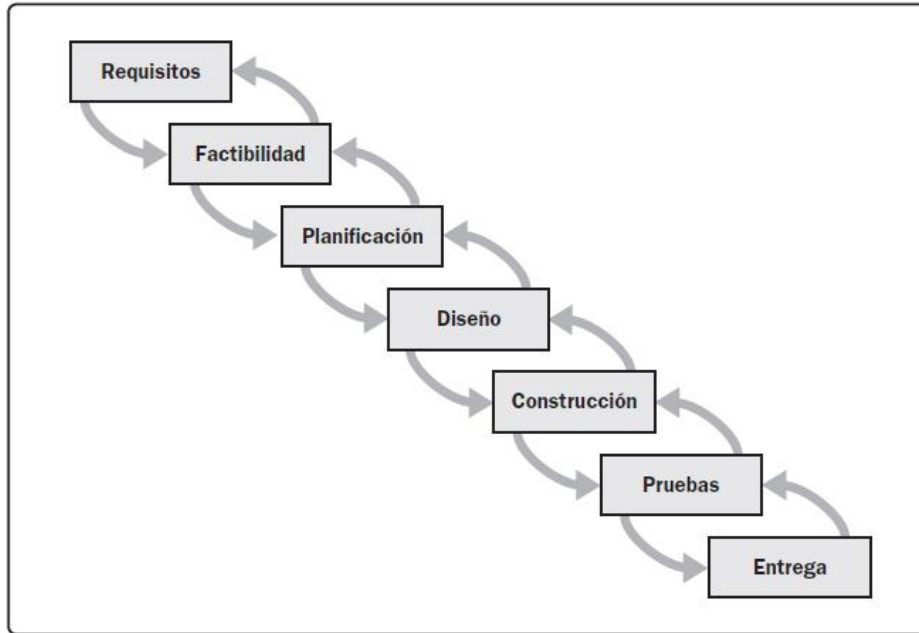 Requisitos
Factibilidad
Planificación
Diseño
Construcción
Pruebas
Entrega